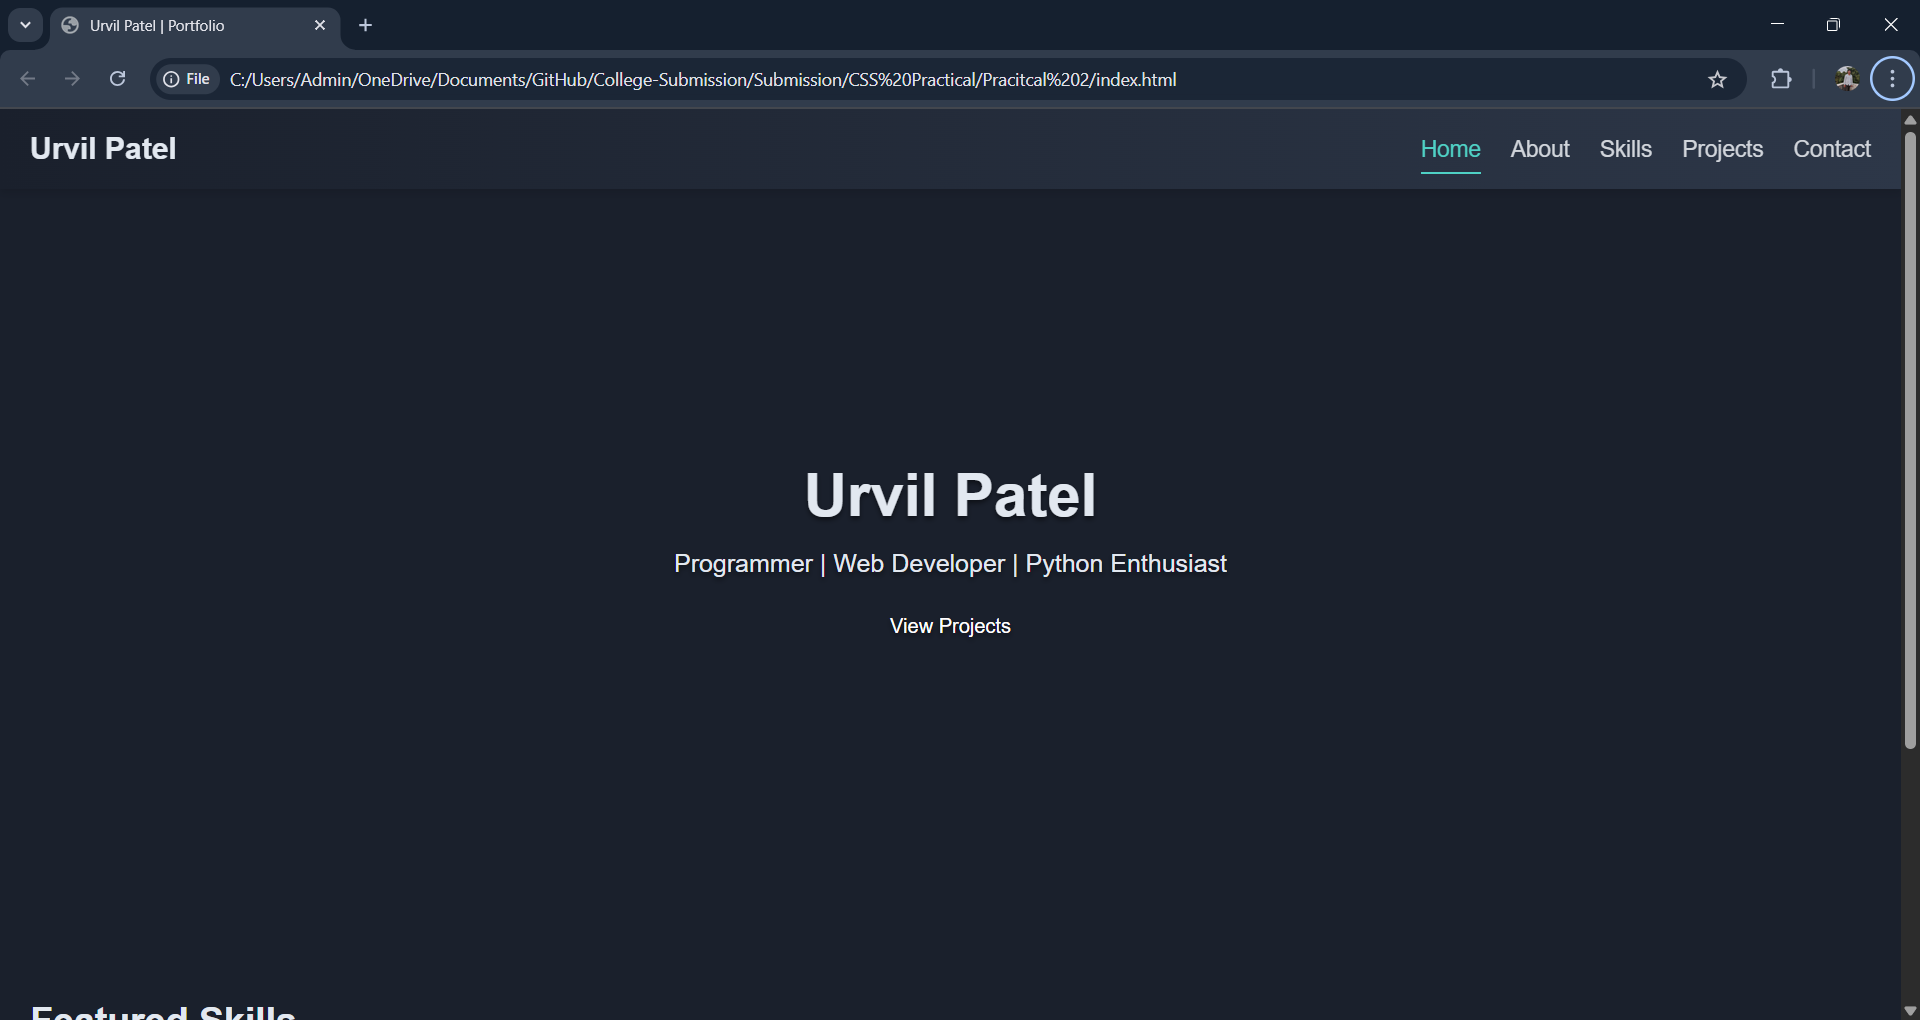 Urvil Patel | Portfolio
File C:/Users/Admin/OneDrive/Documents/GitHub/College-Submission/Submission/CSS%20Practical/Pracitcal%202/index.html
Urvil Patel
Home About Skills Projects Contact
Urvil Patel
Programmer | Web Developer | Python Enthusiast
View Projects
Featured Skills